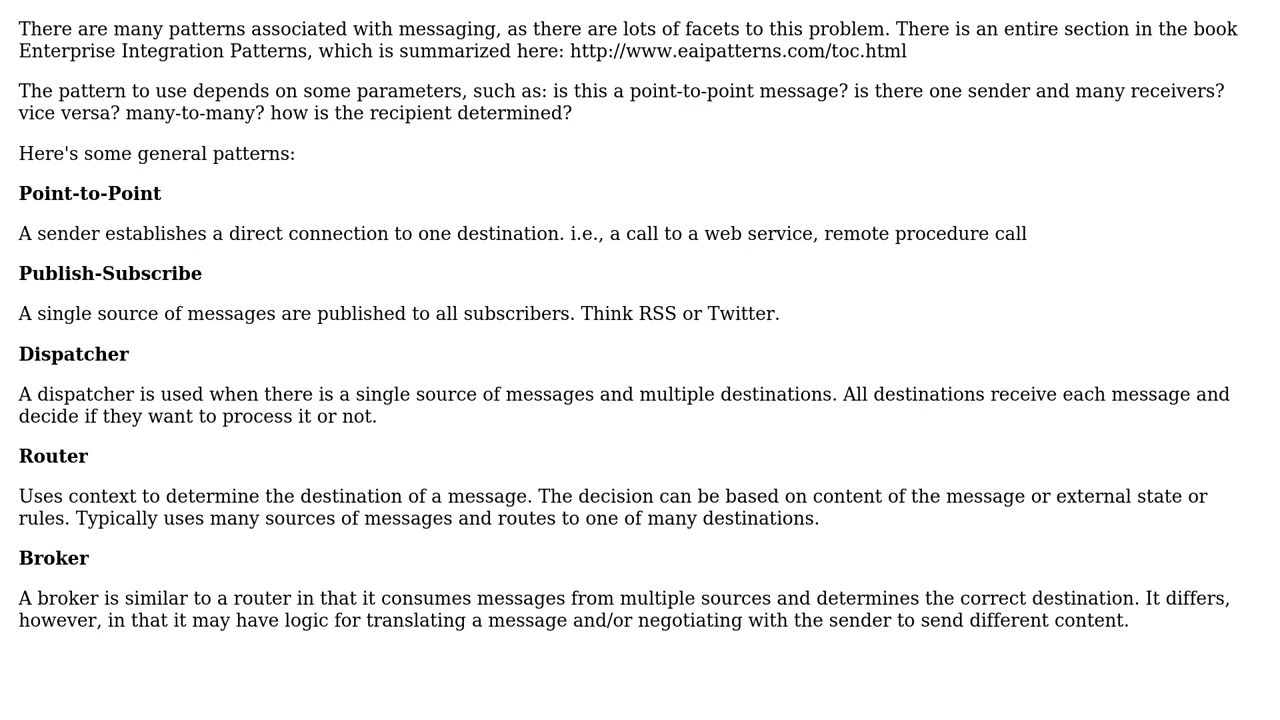 There are many patterns associated with messaging, as there are lots of facets to this problem. There is an entire section in the book
Enterprise Integration Patterns, which is summarized here: http://www.eaipatterns.com/toc.html
The pattern to use depends on some parameters, such as: is this a point-to-point message? is there one sender and many receivers?
vice versa? many-to-many? how is the recipient determined?
Here's some general patterns:
Point-to-Point
A sender establishes a direct connection to one destination. i.e., a call to a web service, remote procedure call
Publish-Subscribe
A single source of messages are published to all subscribers. Think RSS or Twitter.
Dispatcher
A dispatcher is used when there is a single source of messages and multiple destinations. All destinations receive each message and
decide if they want to process it or not.
Router
Uses context to determine the destination of a message. The decision can be based on content of the message or external state or
rules. Typically uses many sources of messages and routes to one of many destinations.
Broker
A broker is similar to a router in that it consumes messages from multiple sources and determines the correct destination. It differs,
however, in that it may have logic for translating a message and/or negotiating with the sender to send different content.